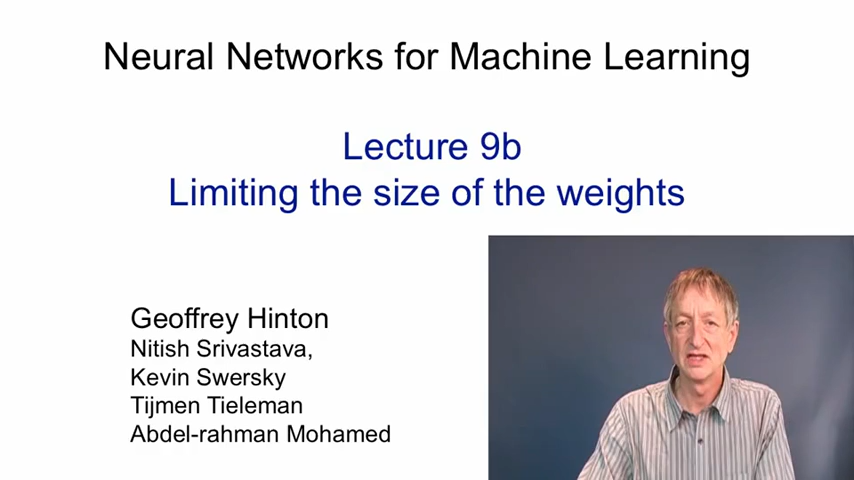 Neural Networks for Machine Learning
Lecture 9b
Limiting the size of the weights
Geoffrey Hinton
Nitish Srivastava,
Kevin Swersky
Tijmen Tieleman
Abdel-rahman Mohamed